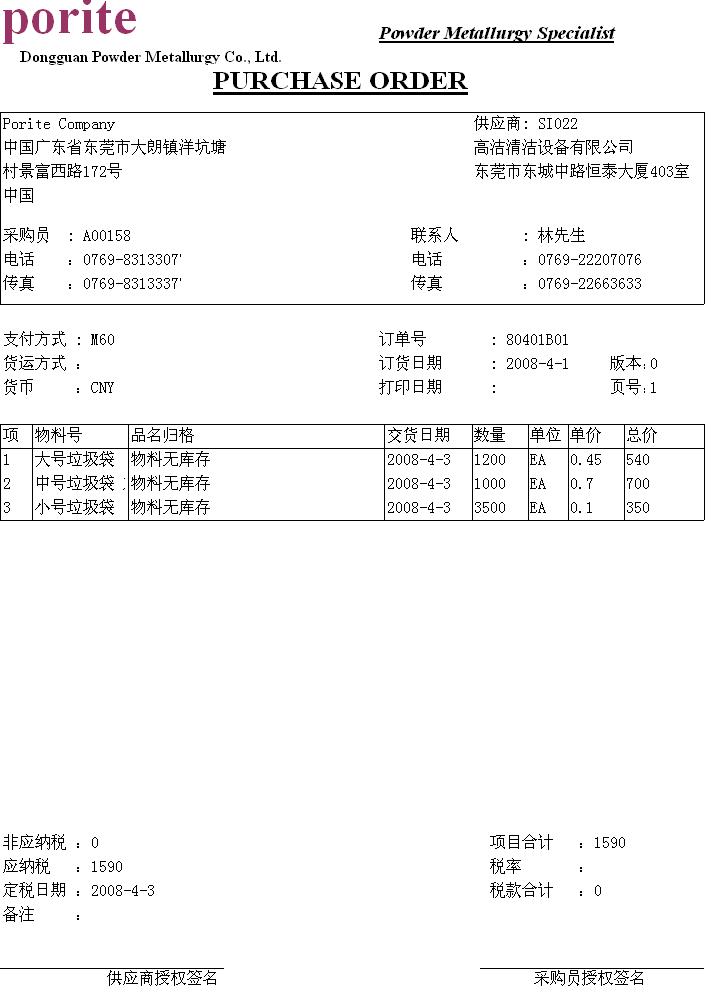 porite
Powder Metallurgy Specialist
Dongguan Powder Metallurgy Co., Ltd.
PURCHASE ORDER
Porite Company 供应商: SI022
中国广东省东莞市大朗镇洋坑塘 高洁清洁设备有限公司
村景富西路172号 东莞市东城中路恒泰大厦403室
中国
采购员 : A00158 联系人 : 林先生
电话 : 0769-8313307' 电话 : 0769-22207076
传真 : 0769-8313337' 传真 : 0769-22663633
支付方式 : M60 订单号 : 80401B01
货运方式 : 订货日期 : 2008-4-1 版本:0
货币 : CNY 打印日期 : 页号:1
项 物料号 品名归格 交货日期 数量 单位 单价 总价
1 大号垃圾袋 物料无库存 2008-4-3 1200 EA 0.45 540
2 中号垃圾袋 物料无库存 2008-4-3 1000 EA 0.7 700
3 小号垃圾袋 物料无库存 2008-4-3 3500 EA 0.1 350
非应纳税 : 0 项目合计 : 1590
应纳税 : 1590 税率 :
定税日期 : 2008-4-3 税款合计 : 0
备注 :
供应商授权签名 采购员授权签名